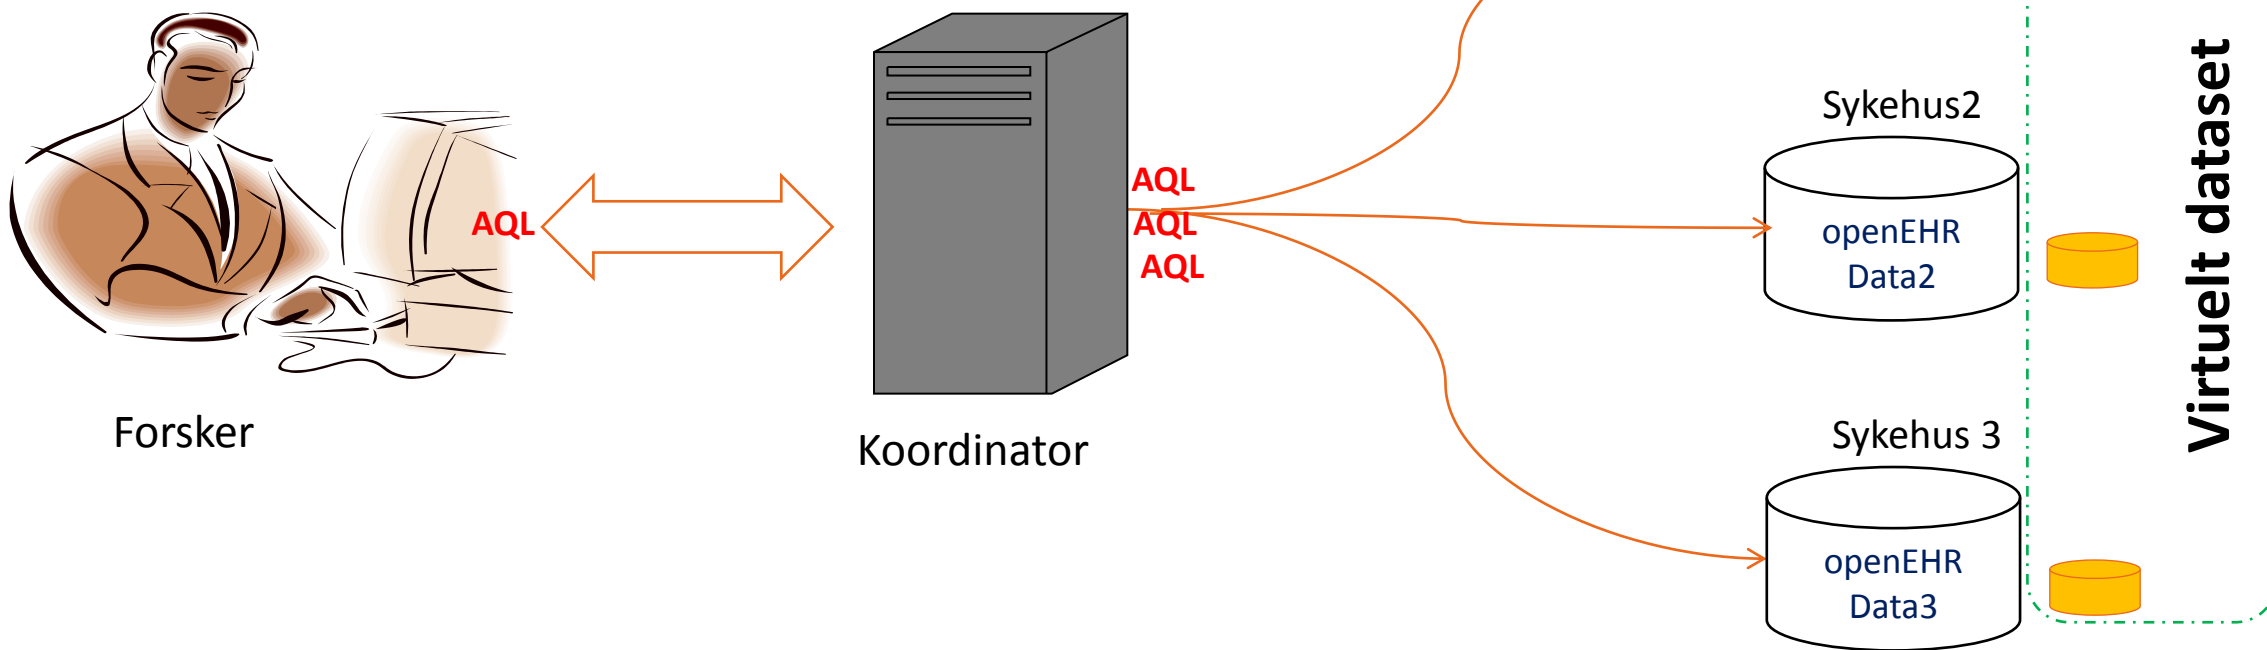 AQL
Forsker
Koordinator
AQL
AQL
AQL
Sykehus2
openEHR
Data2
Sykehus 3
openEHR
Data3
Virtuelt dataset